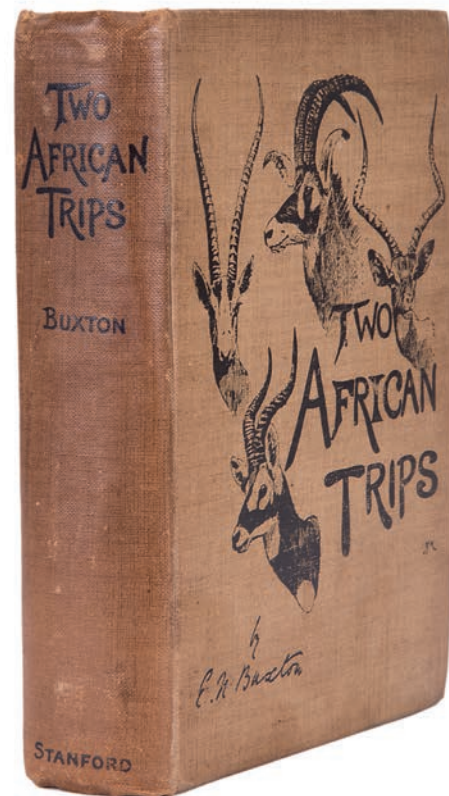 TWO
AFRICAN
TRIPS
BUXTON
STANFORD
TWO
AFRICAN
TRIPS
by
E. N. Buxton